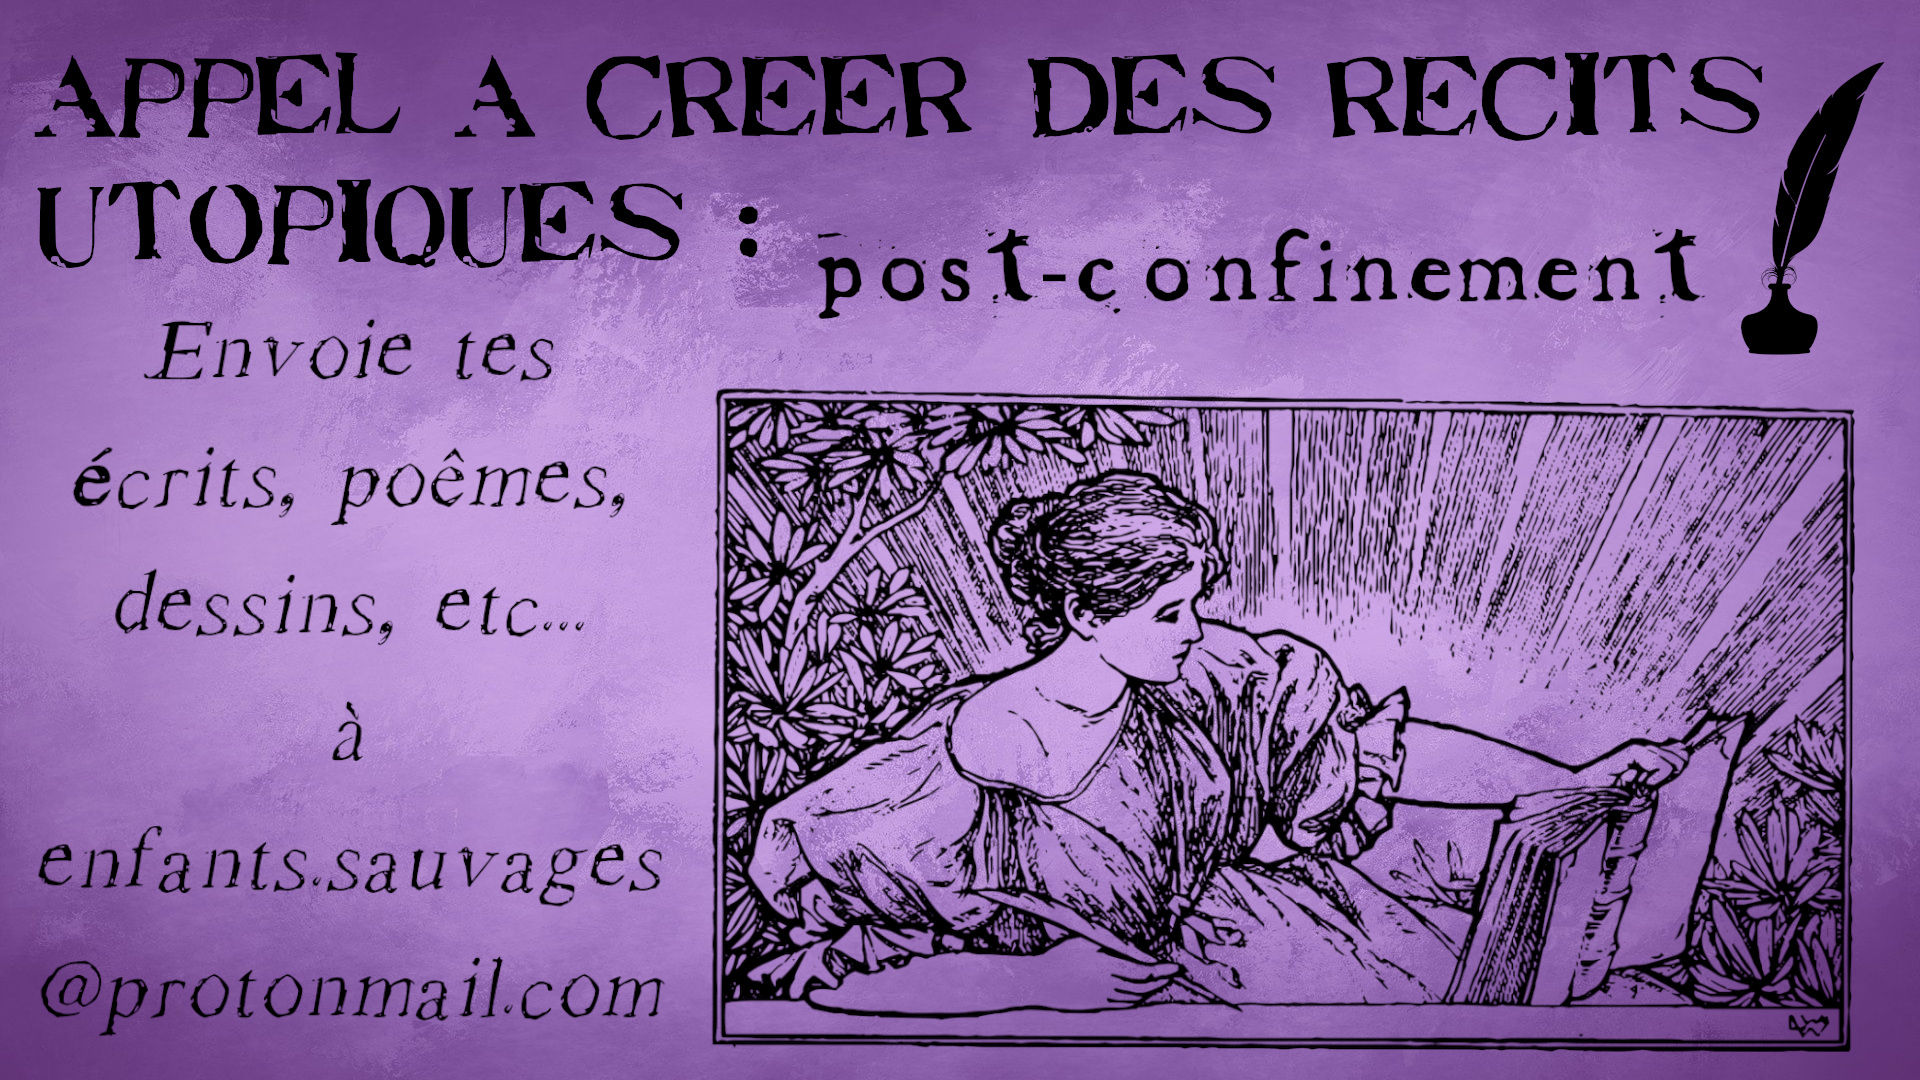 APPEL A CREER DES RECITS
UTOPIQUES : post-confinement
Envoie tes
écrits, poêmes,
dessins, etc...
à
enfants.sauvages
@protonmail.com